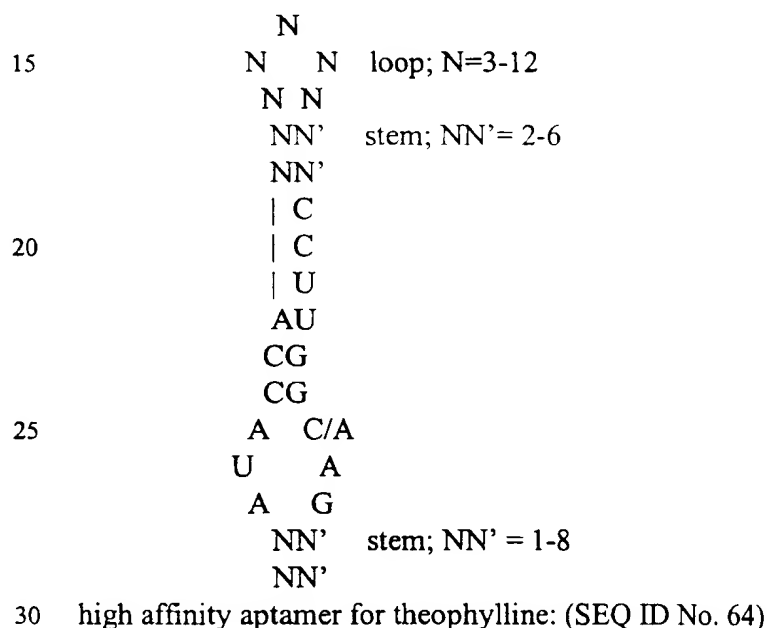 N
15 N N loop; N=3-12
N N
NN' stem; NN'= 2-6
NN'
| C
20 | C
| U
AU
CG
CG
25 A C/A
U A
A G
NN' stem; NN' = 1-8
NN'
30 high affinity aptamer for theophylline: (SEQ ID No. 64)